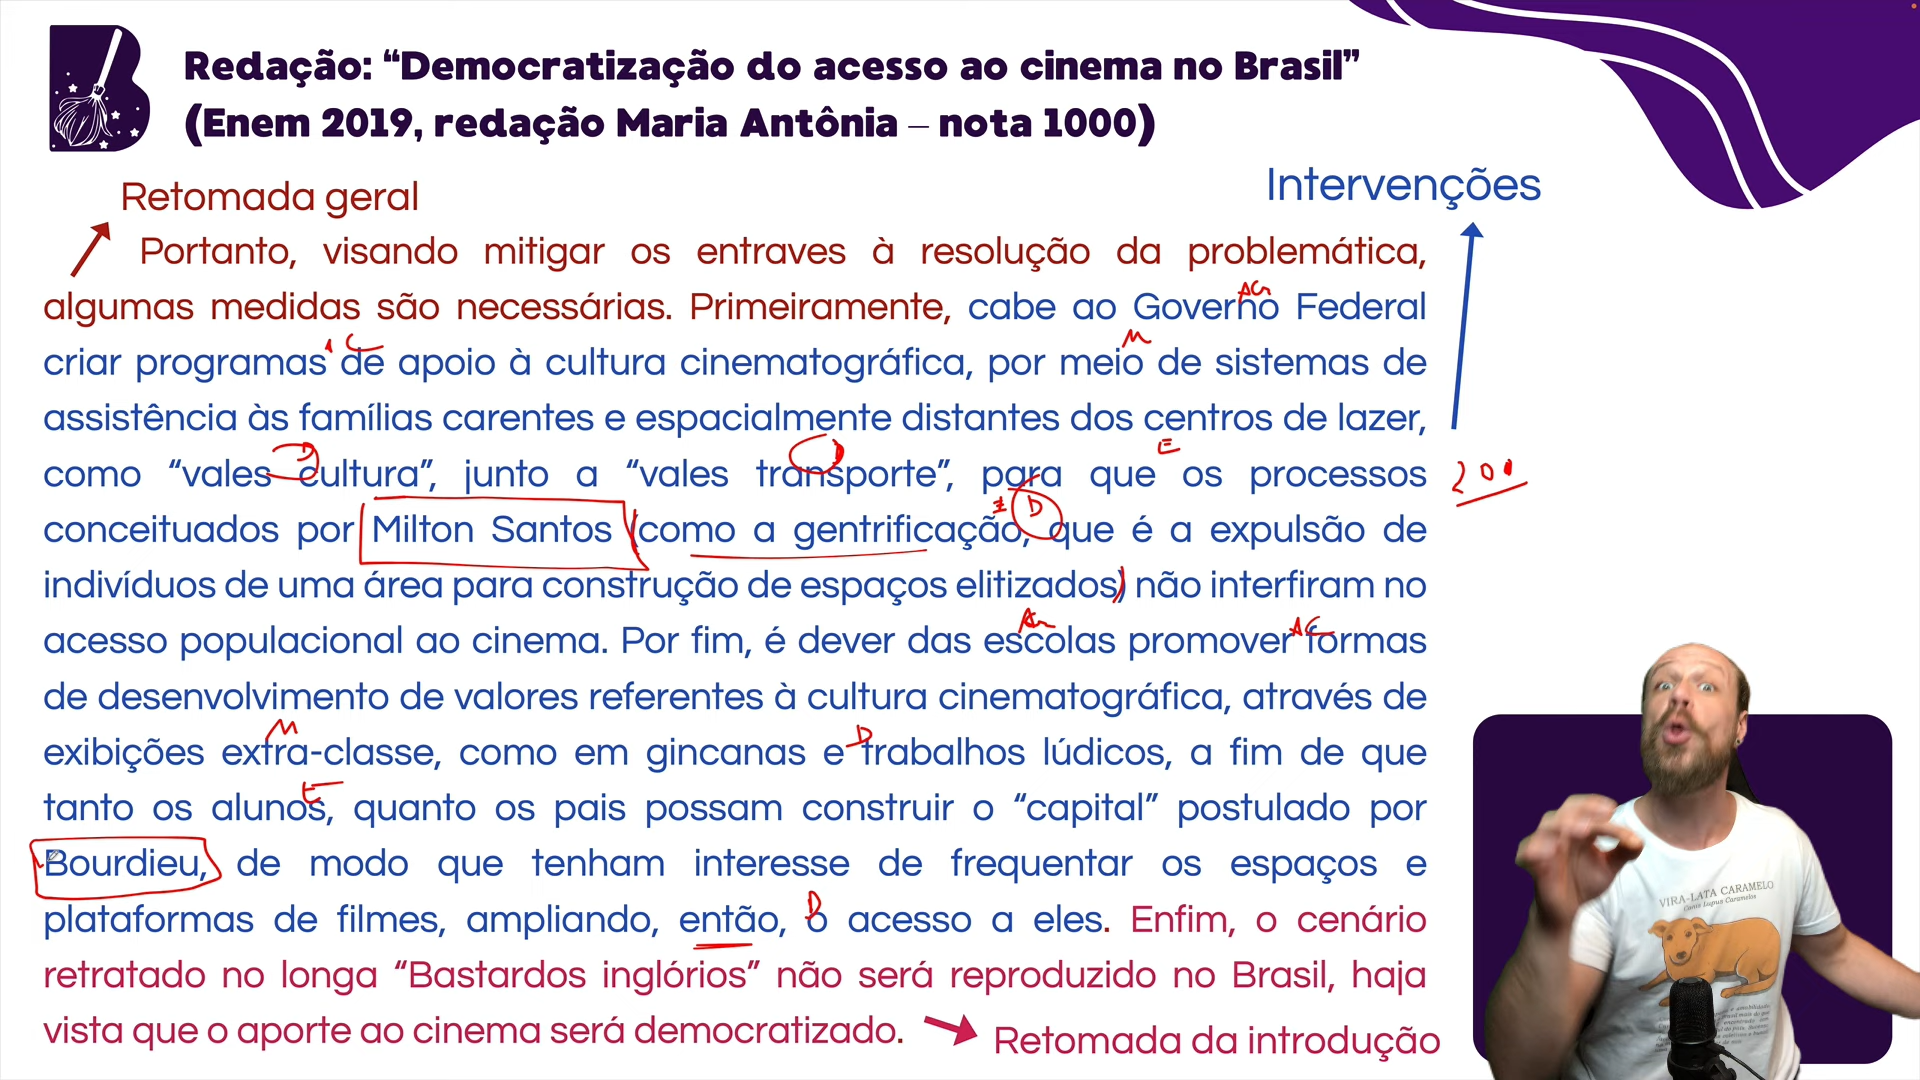 Redação: “Democratização do acesso ao cinema no Brasil”
(Enem 2019, redação Maria Antônia – nota 1000)
Retomada geral
Intervenções
Portanto, visando mitigar os entraves à resolução da problemática,
algumas medidas são necessárias. Primeiramente, cabe ao Governo Federal
criar programas de apoio à cultura cinematográfica, por meio de sistemas de
assistência às famílias carentes e espacialmente distantes dos centros de lazer,
como “vales cultura”, junto a “vales transporte”, para que os processos
conceituados por Milton Santos (como a gentrificação, que é a expulsão de
indivíduos de uma área para construção de espaços elitizados) não interfiram no
acesso populacional ao cinema. Por fim, é dever das escolas promover formas
de desenvolvimento de valores referentes à cultura cinematográfica, através de
exibições extra-classe, como em gincanas e trabalhos lúdicos, a fim de que
tanto os alunos, quanto os pais possam construir o “capital” postulado por
Bourdieu, de modo que tenham interesse de frequentar os espaços e
plataformas de filmes, ampliando, então, o acesso a eles. Enfim, o cenário
retratado no longa “Bastardos inglórios” não será reproduzido no Brasil, haja
vista que o aporte ao cinema será democratizado.
Retomada da introdução
AG
M
D
D
E
200
D
AC
M
D
E
D
VIRA-LATA CARAMELO
Canis Lupus Caramelos